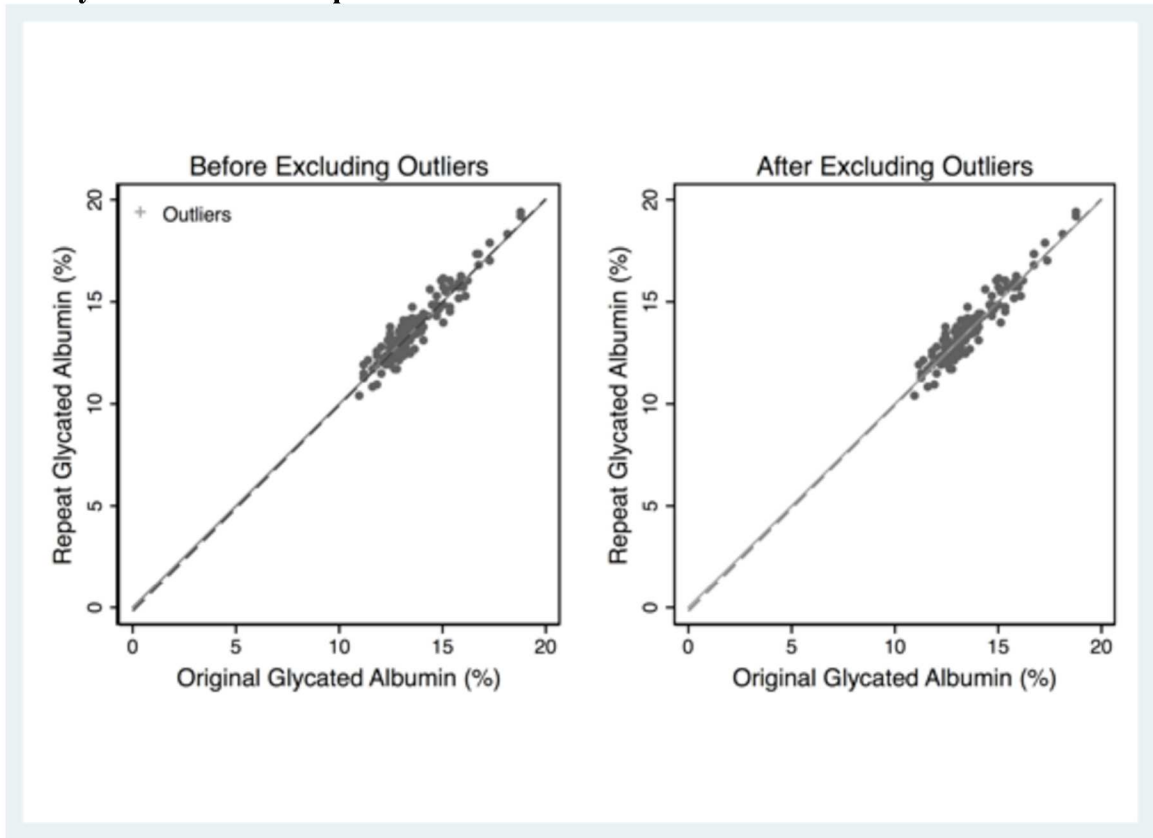 Before Excluding Outliers
20
15
10
5
0
Repeat Glycated Albumin (%)
+ Outliers
0 5 10 15 20
Original Glycated Albumin (%)
After Excluding Outliers
20
15
10
5
0
Repeat Glycated Albumin (%)
0 5 10 15 20
Original Glycated Albumin (%)